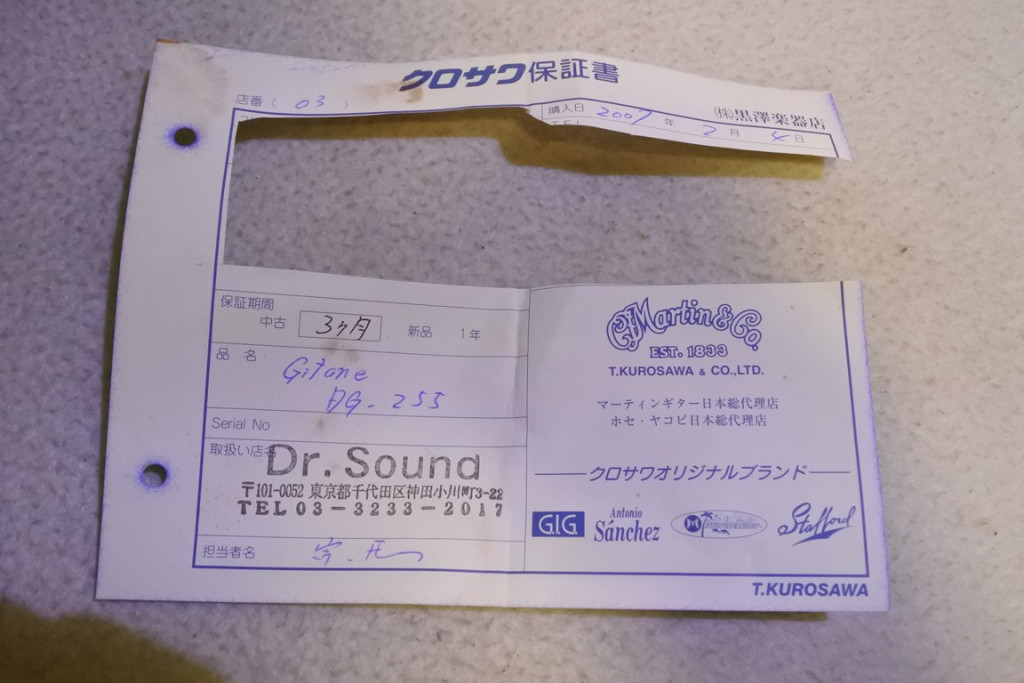 クロサワ保証書
店番 ( 03 )
購入日 2007 年 2 月 4 日
(株)黒澤楽器店
保証期間
中古 3ヶ月 新品 1年
品 名
Gitane
DG-255
Serial No
取扱い店名
Dr. Sound
〒101-0052 東京都千代田区神田小川町3-22
TEL 03-3233-2017
担当者名
C.F. Martin & Co.
EST. 1833
T.KUROSAWA & CO.,LTD.
マーティンギター日本総代理店
ホセ・ヤコピ日本総代理店
クロサワオリジナルブランド
G.I.G
Antonio
Sánchez
M
Stafford
T.KUROSAWA